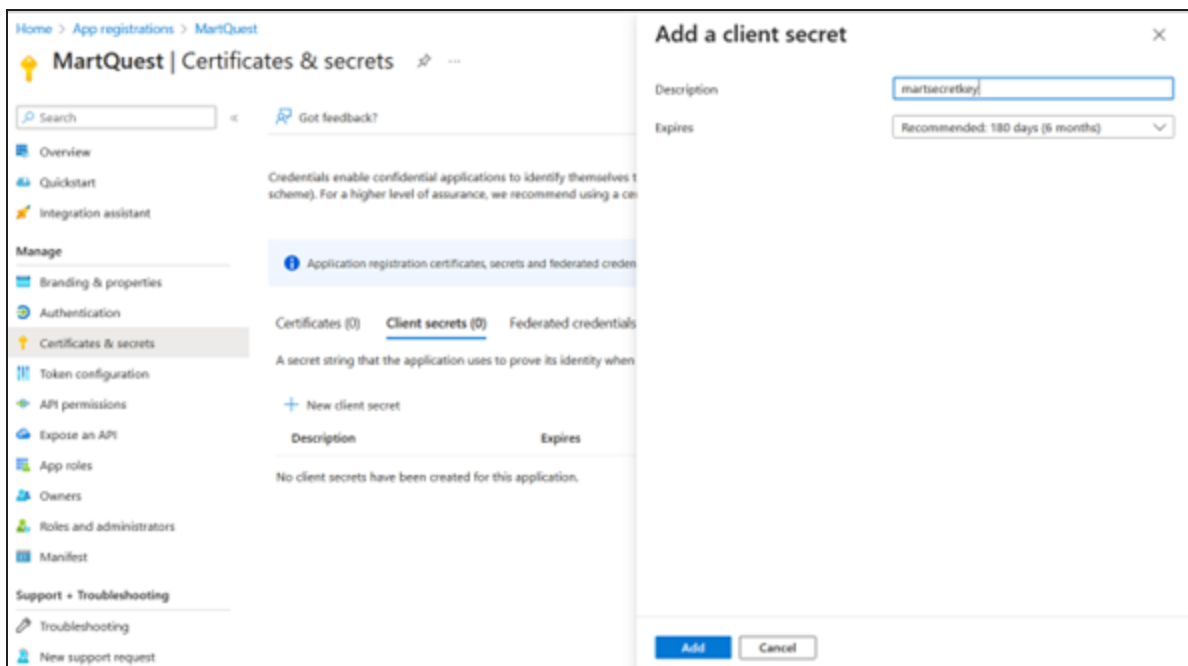 Home > App registrations > MartQuest
MartQuest | Certificates & secrets
Search
Overview
Quickstart
Integration assistant
Manage
Branding & properties
Authentication
Certificates & secrets
Token configuration
API permissions
Expose an API
App roles
Owners
Roles and administrators
Manifest
Support + Troubleshooting
Troubleshooting
New support request
Got feedback?
Credentials enable confidential applications to identify themselves t
scheme). For a higher level of assurance, we recommend using a ce
Application registration certificates, secrets and federated creden
Certificates (0) Client secrets (0) Federated credentials
A secret string that the application uses to prove its identity when
New client secret
Description Expires
No client secrets have been created for this application.
Add a client secret
Description martsecretkey
Expires Recommended: 180 days (6 months)
Add Cancel